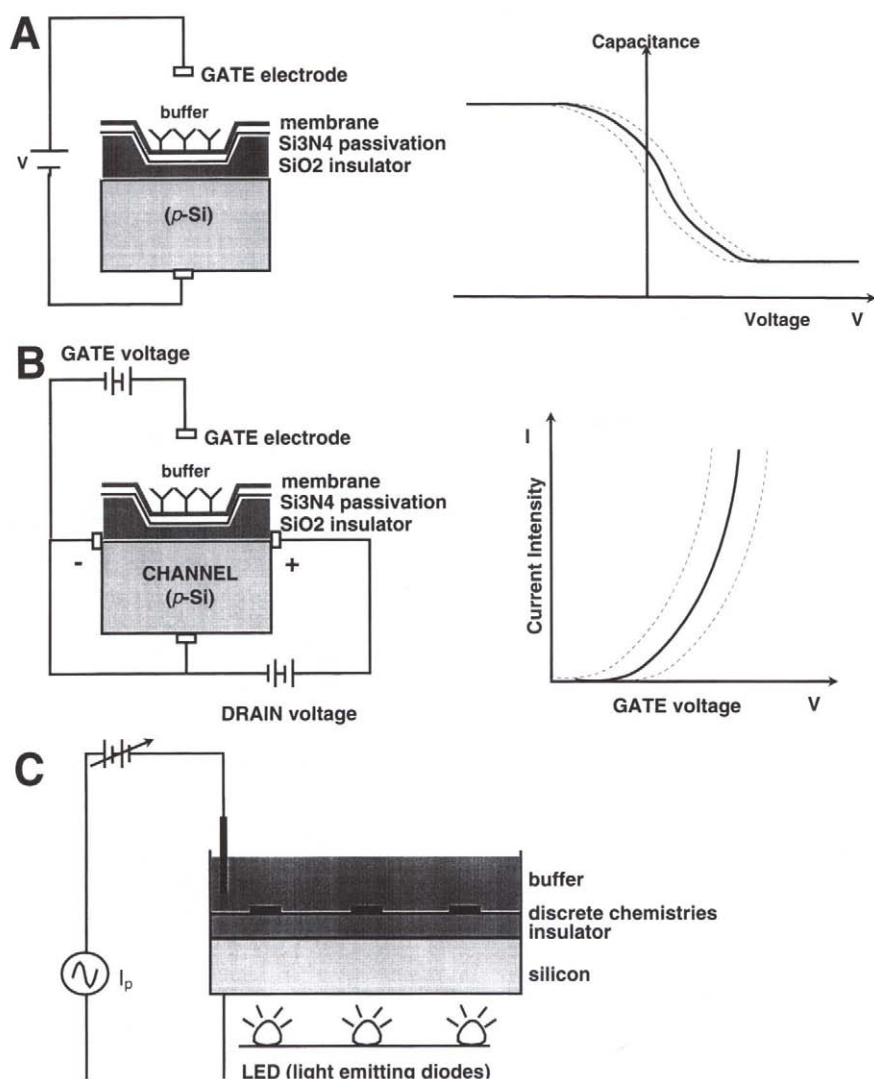 A
Capacitance
GATE electrode
buffer
membrane
Si3N4 passivation
SiO2 insulator
V
(p-Si)
Voltage V
B
GATE voltage
GATE electrode
buffer
membrane
Si3N4 passivation
SiO2 insulator
- +
CHANNEL
(p-Si)
DRAIN voltage
I
Current Intensity
GATE voltage V
C
buffer
discrete chemistries
insulator
silicon
Ip
LED (light emitting diodes)